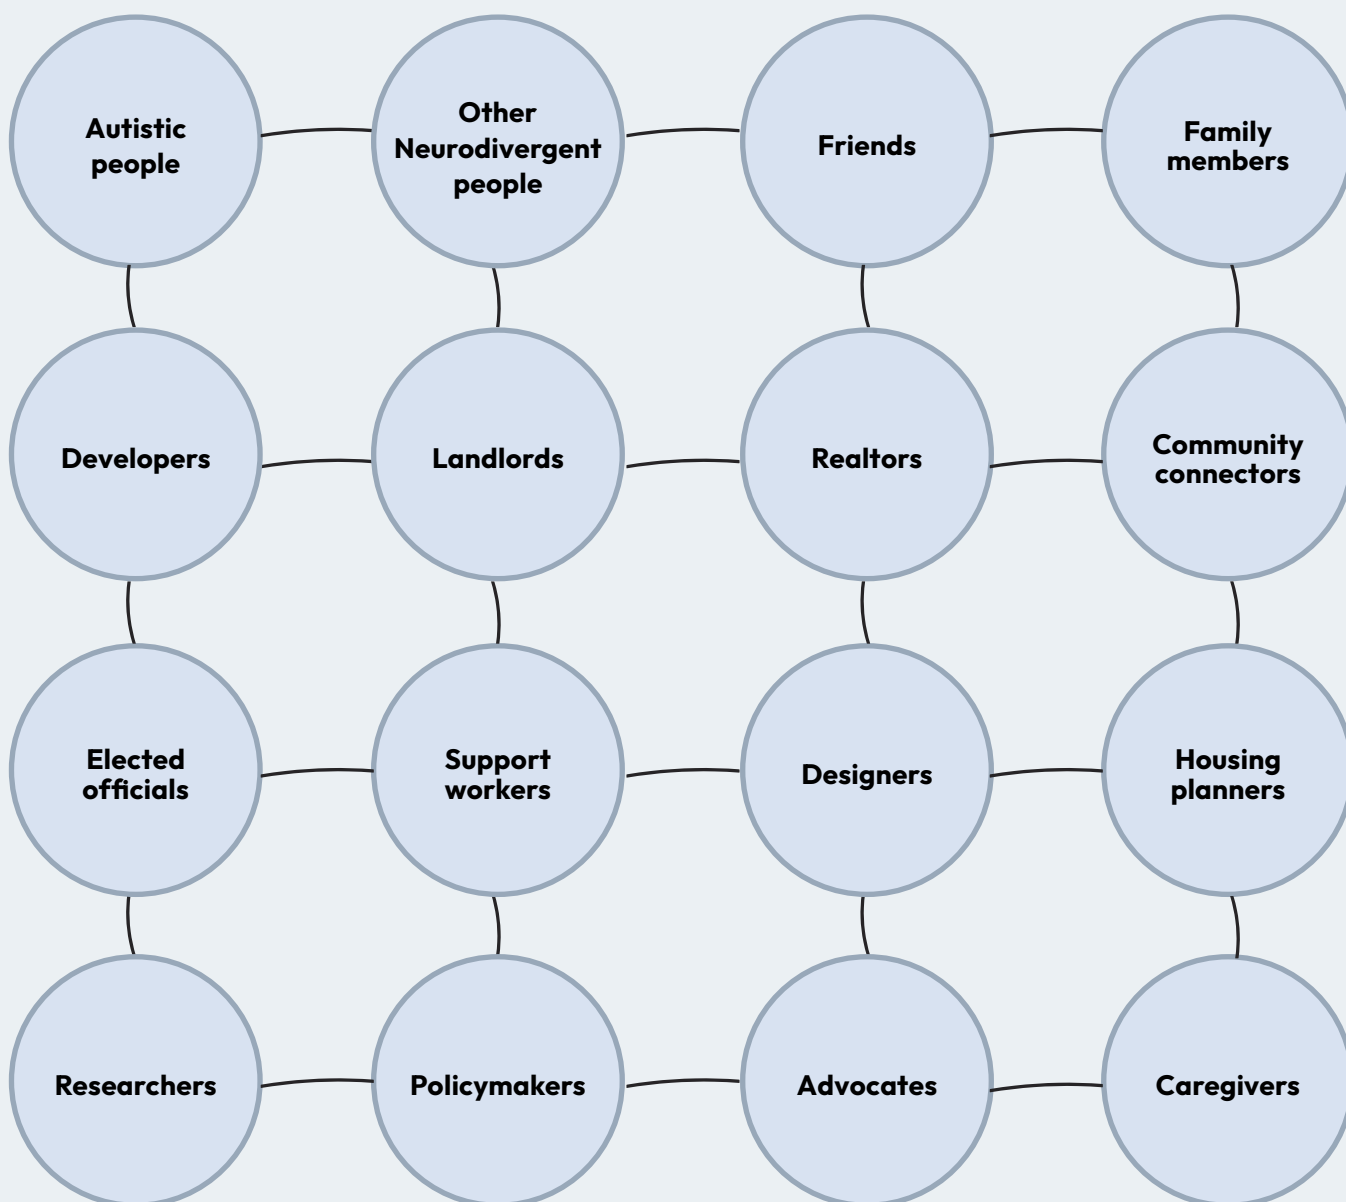 Autistic
people
Other
Neurodivergent
people
Friends
Family
members
Developers
Landlords
Realtors
Community
connectors
Elected
officials
Support
workers
Designers
Housing
planners
Researchers
Policymakers
Advocates
Caregivers